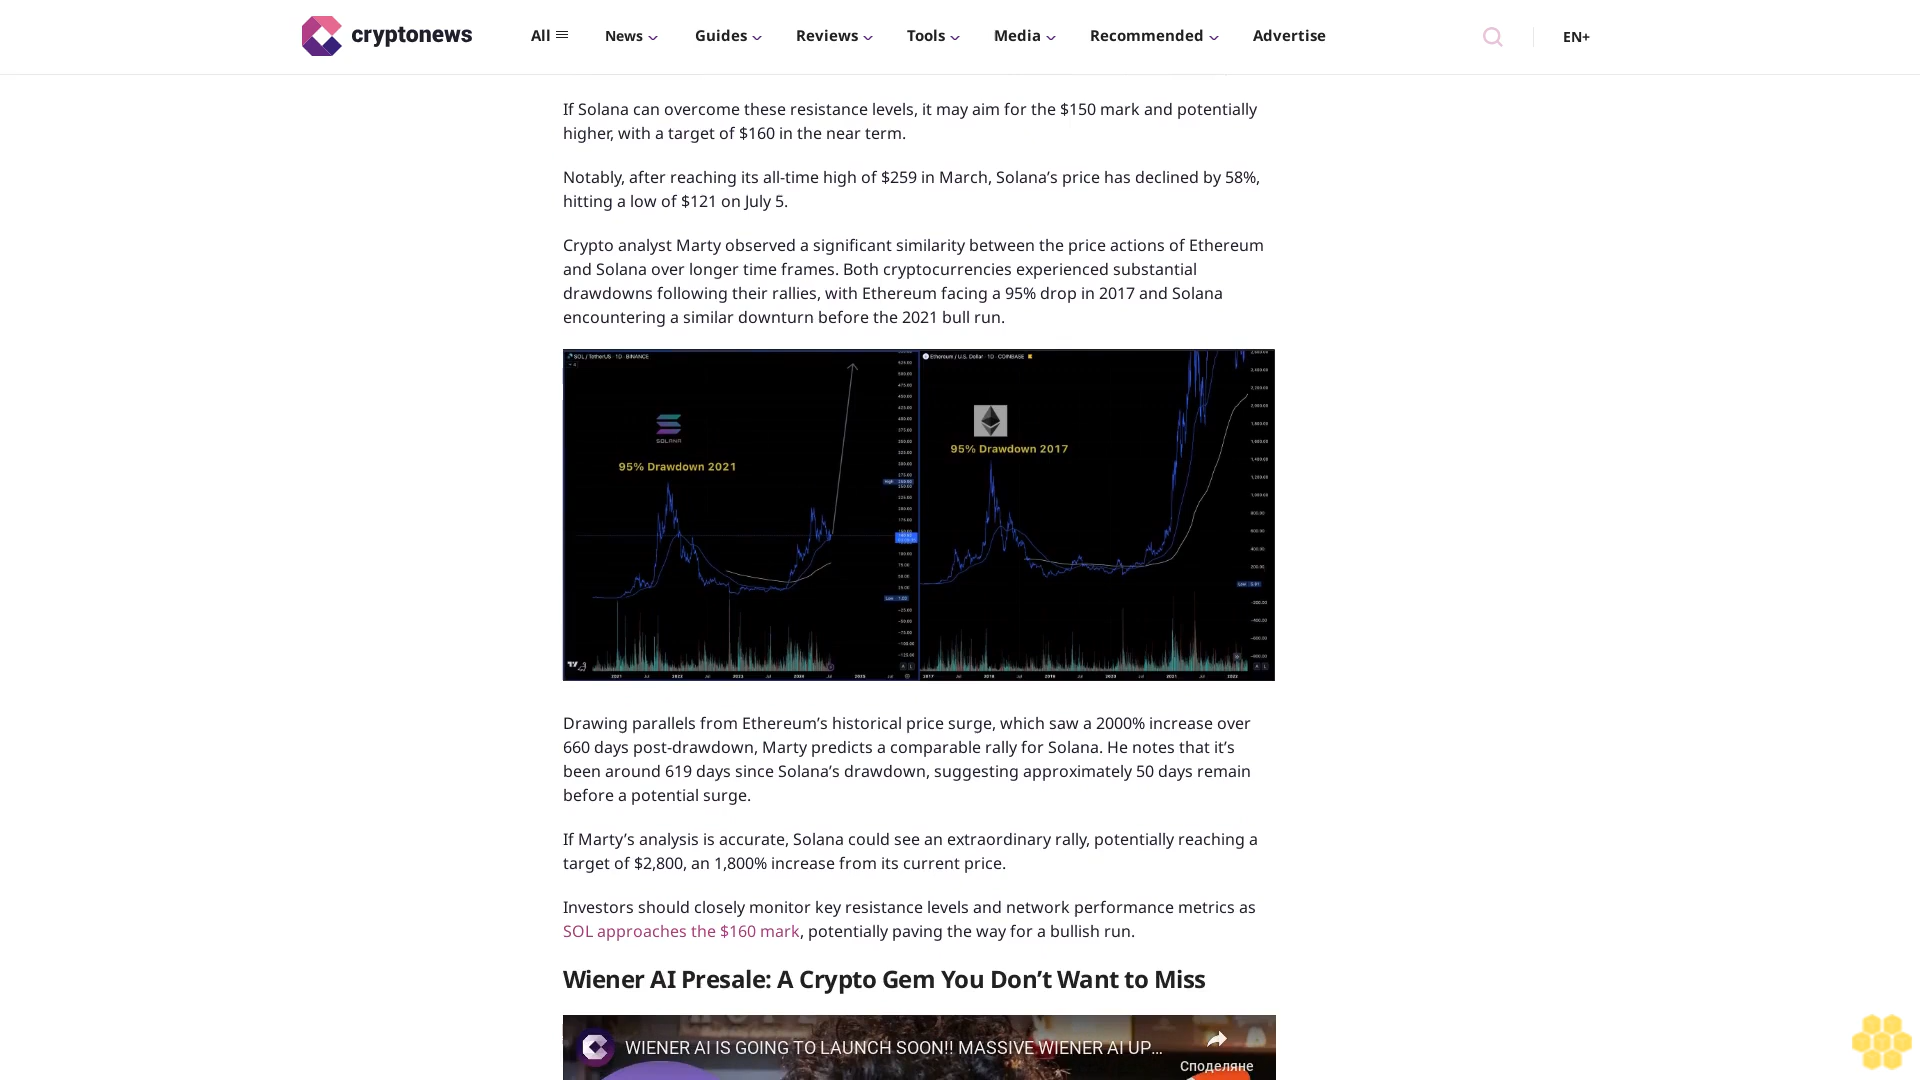 cryptonews
All
News
Guides
Reviews
Tools
Media
Recommended
Advertise
EN+
If Solana can overcome these resistance levels, it may aim for the $150 mark and potentially
higher, with a target of $160 in the near term.
Notably, after reaching its all-time high of $259 in March, Solana’s price has declined by 58%,
hitting a low of $121 on July 5.
Crypto analyst Marty observed a significant similarity between the price actions of Ethereum
and Solana over longer time frames. Both cryptocurrencies experienced substantial
drawdowns following their rallies, with Ethereum facing a 95% drop in 2017 and Solana
encountering a similar downturn before the 2021 bull run.
SOL / TetherUS · 1D · BINANCE
SOLANA
95% Drawdown 2021
Ethereum / U.S. Dollar · 1D · COINBASE
95% Drawdown 2017
Drawing parallels from Ethereum’s historical price surge, which saw a 2000% increase over
660 days post-drawdown, Marty predicts a comparable rally for Solana. He notes that it’s
been around 619 days since Solana’s drawdown, suggesting approximately 50 days remain
before a potential surge.
If Marty’s analysis is accurate, Solana could see an extraordinary rally, potentially reaching a
target of $2,800, an 1,800% increase from its current price.
Investors should closely monitor key resistance levels and network performance metrics as
SOL approaches the $160 mark, potentially paving the way for a bullish run.
Wiener AI Presale: A Crypto Gem You Don’t Want to Miss
WIENER AI IS GOING TO LAUNCH SOON!! MASSIVE WIENER AI UP...
Споделяне